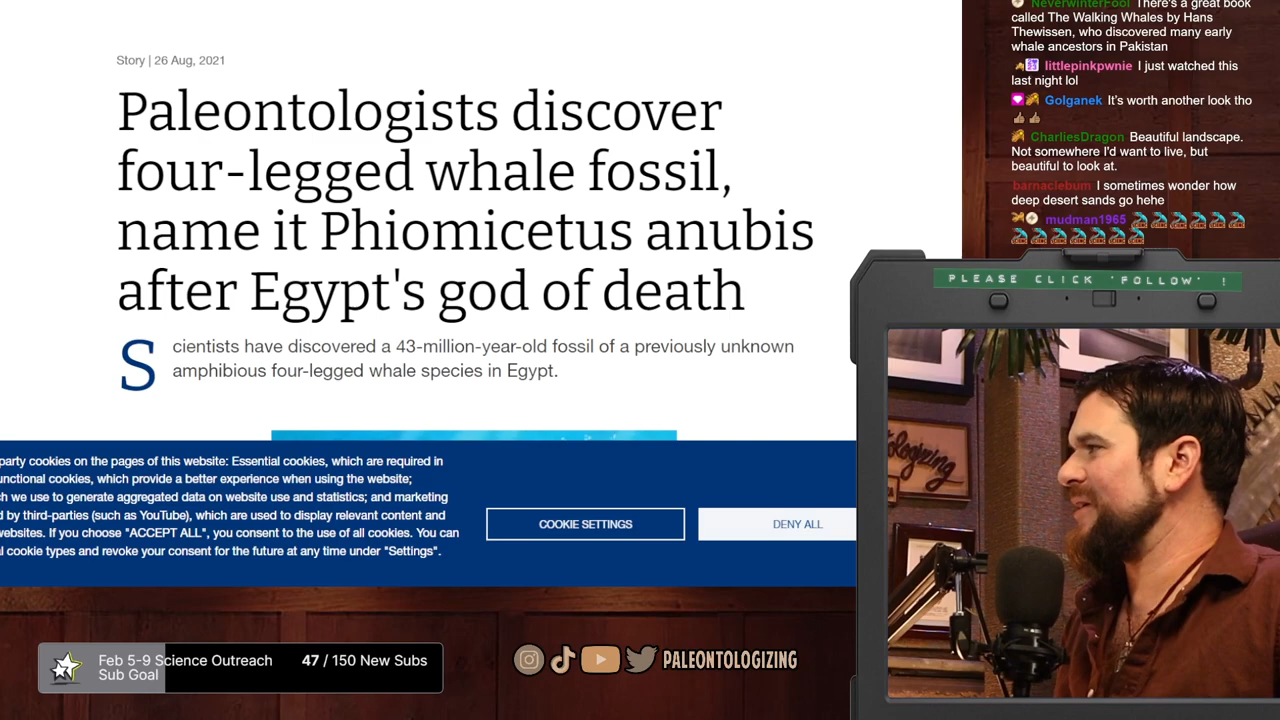 Story | 26 Aug, 2021
Paleontologists discover
four-legged whale fossil,
name it Phiomicetus anubis
after Egypt's god of death
Scientists have discovered a 43-million-year-old fossil of a previously unknown
amphibious four-legged whale species in Egypt.
party cookies on the pages of this website: Essential cookies, which are required in
unctional cookies, which provide a better experience when using the website;
ch we use to generate aggregated data on website use and statistics; and marketing
d by third-parties (such as YouTube), which are used to display relevant content and
websites. If you choose "ACCEPT ALL", you consent to the use of all cookies. You can
al cookie types and revoke your consent for the future at any time under "Settings".
COOKIE SETTINGS
DENY ALL
NeverwinterFool There's a great book
called The Walking Whales by Hans
Thewissen, who discovered many early
whale ancestors in Pakistan
littlepinkpwnie I just watched this
last night lol
Golganek It's worth another look tho
CharliesDragon Beautiful landscape.
Not somewhere I'd want to live, but
beautiful to look at.
barnaclebum I sometimes wonder how
deep desert sands go hehe
mudman1965
PLEASE CLICK "FOLLOW" !
ologizing
Feb 5-9 Science Outreach
Sub Goal
47 / 150 New Subs
PALEONTOLOGIZING